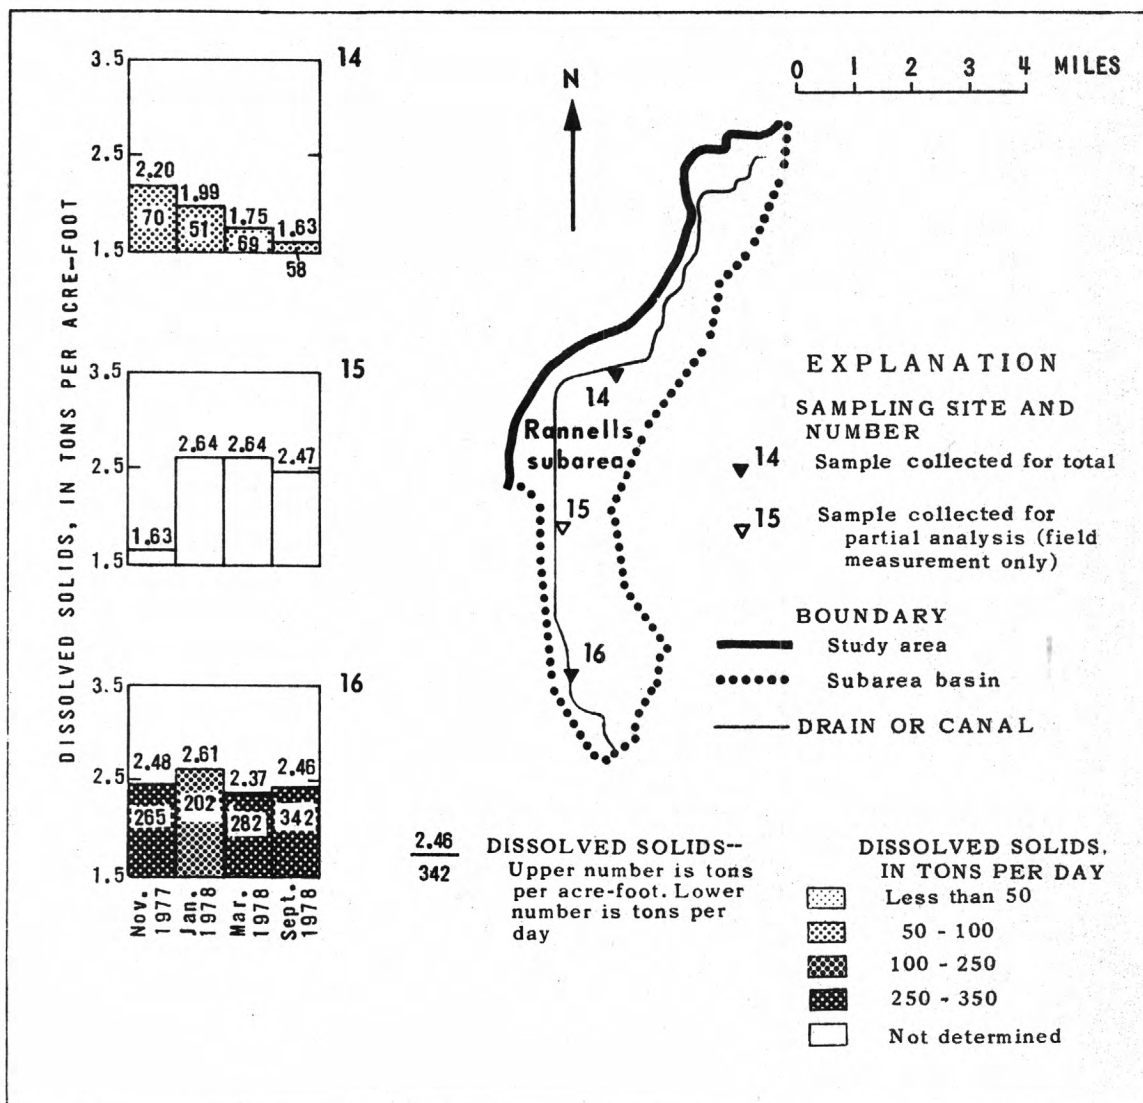 DISSOLVED SOLIDS, IN TONS PER ACRE-FOOT
14
3.5
2.5
1.5
2.20
1.99
1.75
1.63
70
51
69
58
15
3.5
2.5
1.5
1.63
2.64
2.64
2.47
16
3.5
2.5
1.5
2.48
2.61
2.37
2.46
265
202
282
342
Nov. 1977
Jan. 1978
Mar. 1978
Sept. 1978
N
0 1 2 3 4 MILES
14
Rannells
subarea
15
16
EXPLANATION
SAMPLING SITE AND
NUMBER
14 Sample collected for total
15 Sample collected for
partial analysis (field
measurement only)
BOUNDARY
Study area
Subarea basin
DRAIN OR CANAL
2.46
342
DISSOLVED SOLIDS--
Upper number is tons
per acre-foot. Lower
number is tons per
day
DISSOLVED SOLIDS,
IN TONS PER DAY
Less than 50
50 - 100
100 - 250
250 - 350
Not determined